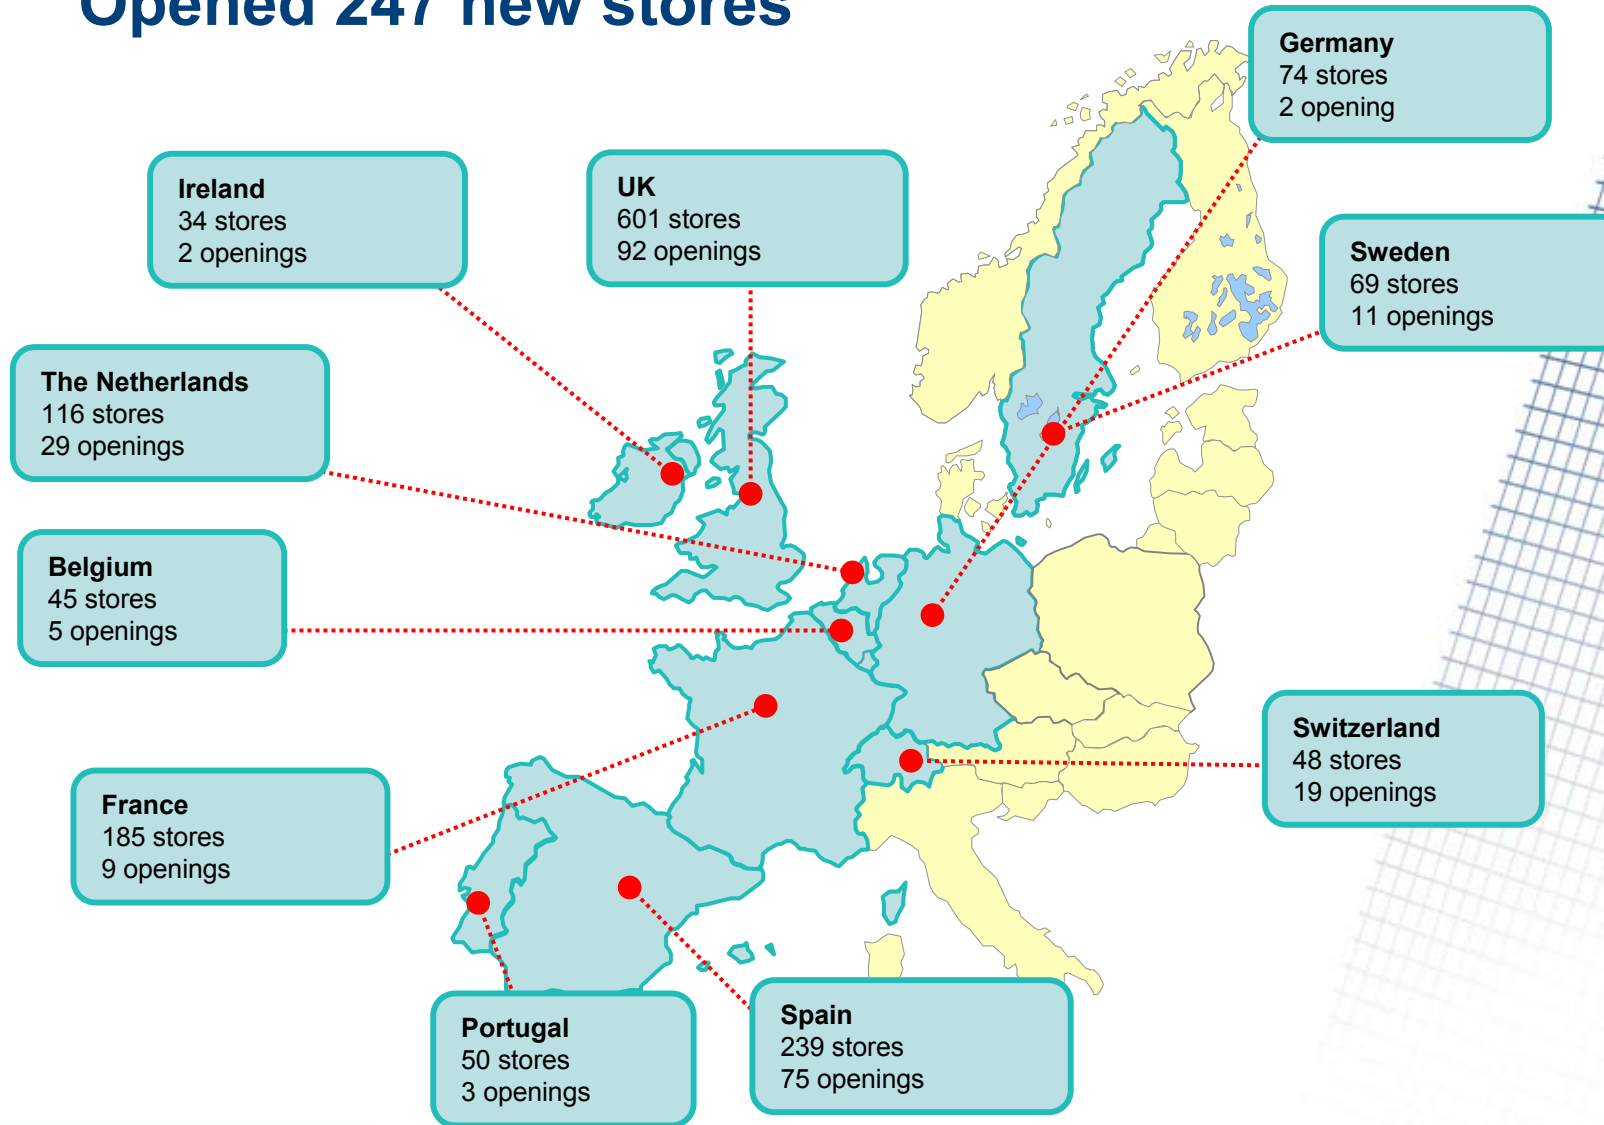 Opened 247 new stores
Germany
74 stores
2 opening
Ireland
34 stores
2 openings
UK
601 stores
92 openings
Sweden
69 stores
11 openings
The Netherlands
116 stores
29 openings
Belgium
45 stores
5 openings
Switzerland
48 stores
19 openings
France
185 stores
9 openings
Portugal
50 stores
3 openings
Spain
239 stores
75 openings